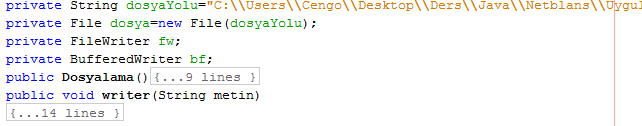 private String dosyaYolu="C:\\Users\\Cengo\\Desktop\\Ders\\Java\\Netblans\\Uygul
private File dosya=new File(dosyaYolu);
private FileWriter fw;
private BufferedWriter bf;
public Dosyalama(){...9 lines }
public void writer(String metin)
{...14 lines }